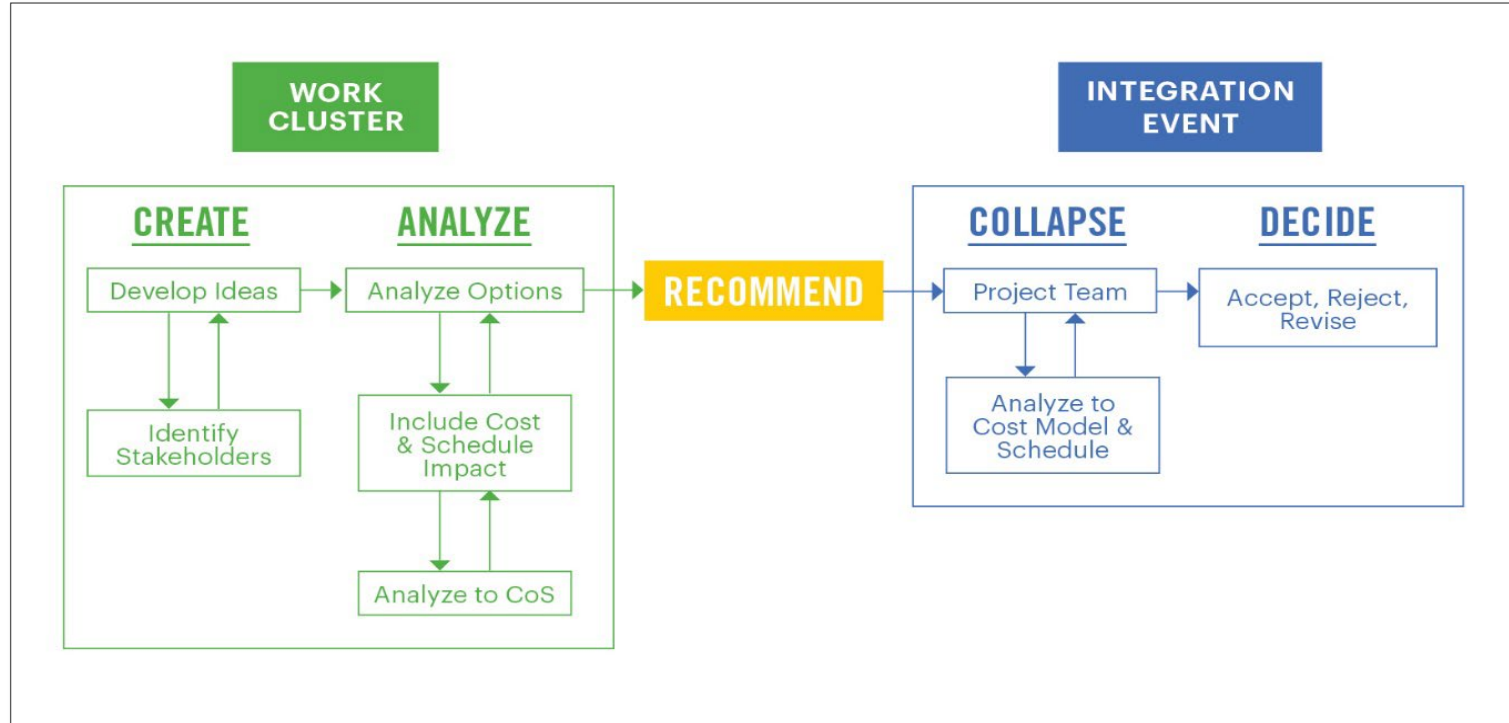 WORK
CLUSTER
INTEGRATION
EVENT
CREATE
ANALYZE
Develop Ideas
Analyze Options
Identify
Stakeholders
Include Cost
& Schedule
Impact
Analyze to CoS
RECOMMEND
COLLAPSE
DECIDE
Project Team
Accept, Reject,
Revise
Analyze to
Cost Model &
Schedule